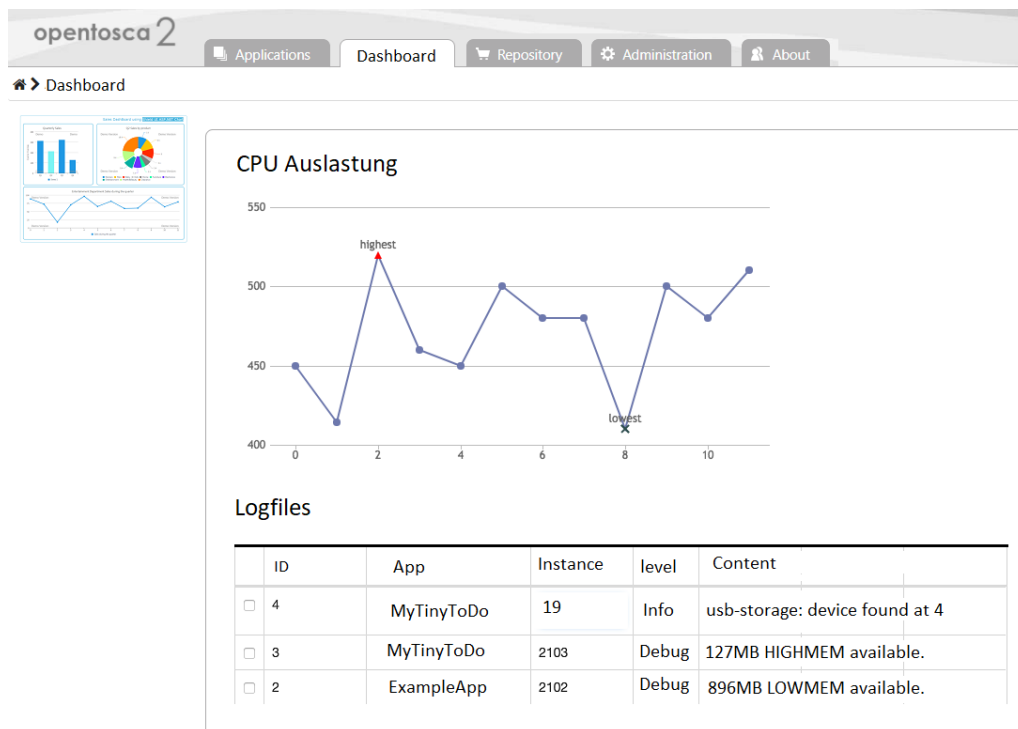 opentosca 2
Applications
Dashboard
Repository
Administration
About
Dashboard
CPU Auslastung
550
highest
500
450
lowest
400
0 2 4 6 8 10
Logfiles
ID App Instance level Content
4 MyTinyToDo 19 Info usb-storage: device found at 4
3 MyTinyToDo 2103 Debug 127MB HIGHMEM available.
2 ExampleApp 2102 Debug 896MB LOWMEM available.